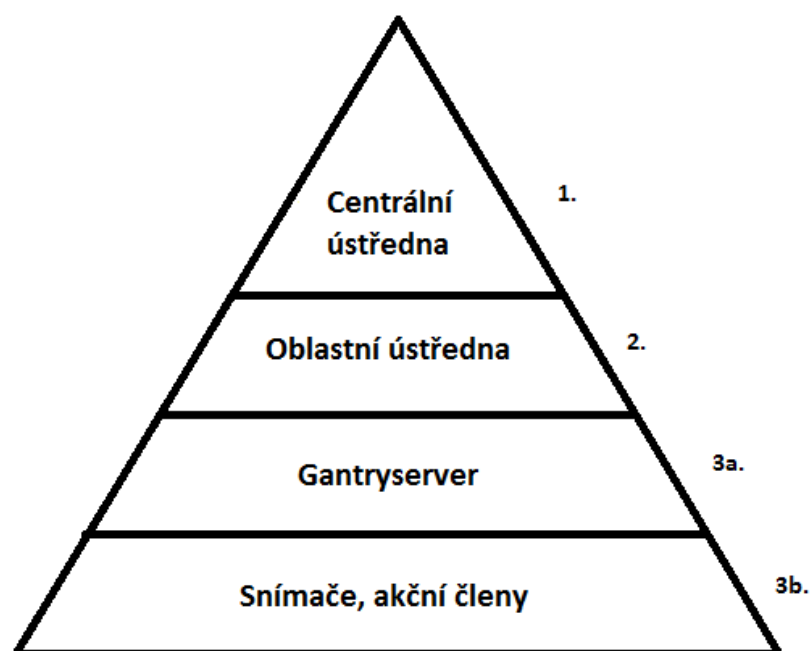 Centrální
ústředna
1.
Oblastní ústředna
2.
Gantryserver
3a.
Snímače, akční členy
3b.